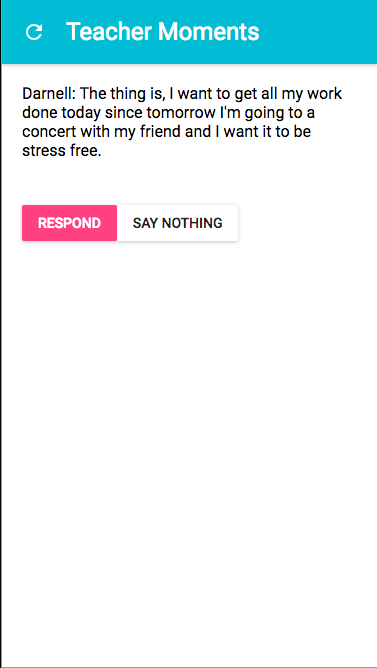 Teacher Moments
Darnell: The thing is, I want to get all my work
done today since tomorrow I'm going to a
concert with my friend and I want it to be
stress free.
RESPOND SAY NOTHING